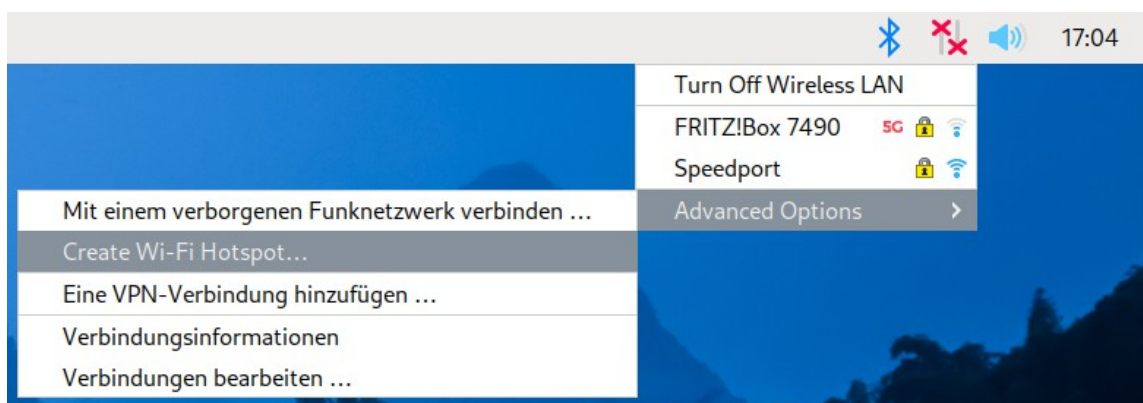 17:04
Turn Off Wireless LAN
FRITZ!Box 7490 5G
Speedport
Advanced Options
Mit einem verborgenen Funknetzwerk verbinden ...
Create Wi-Fi Hotspot...
Eine VPN-Verbindung hinzufügen ...
Verbindungsinformationen
Verbindungen bearbeiten ...